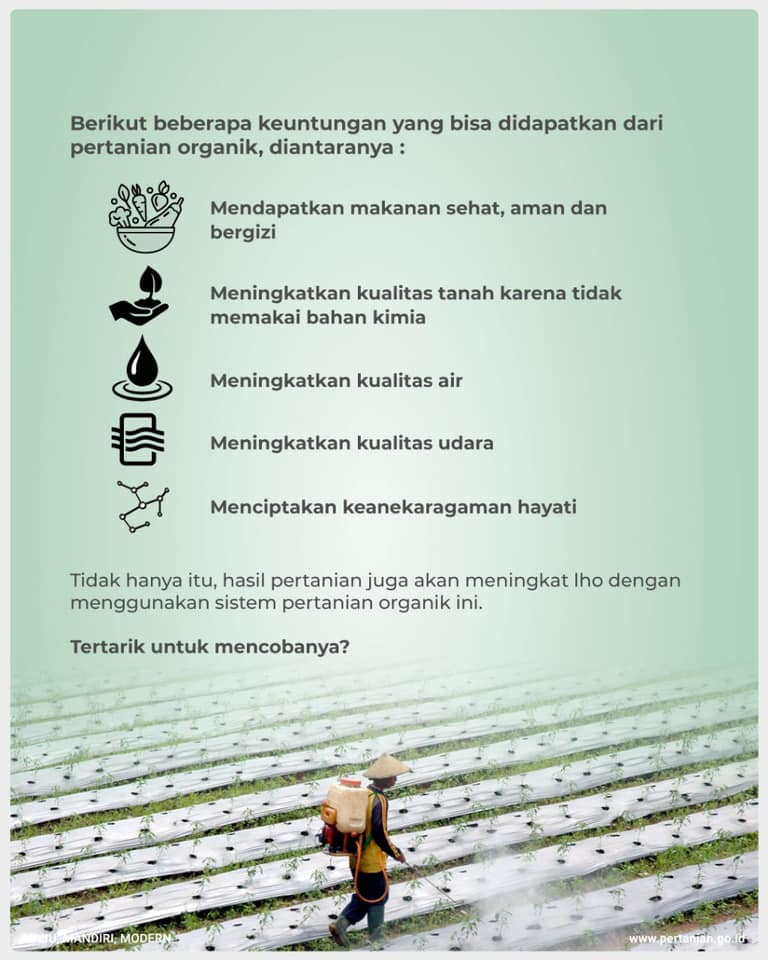 Berikut beberapa keuntungan yang bisa didapatkan dari
pertanian organik, diantaranya :
Mendapatkan makanan sehat, aman dan
bergizi
Meningkatkan kualitas tanah karena tidak
memakai bahan kimia
Meningkatkan kualitas air
Meningkatkan kualitas udara
Menciptakan keanekaragaman hayati
Tidak hanya itu, hasil pertanian juga akan meningkat lho dengan
menggunakan sistem pertanian organik ini.
Tertarik untuk mencobanya?
MANDIRI, MODERN
www.pertanian.go.id